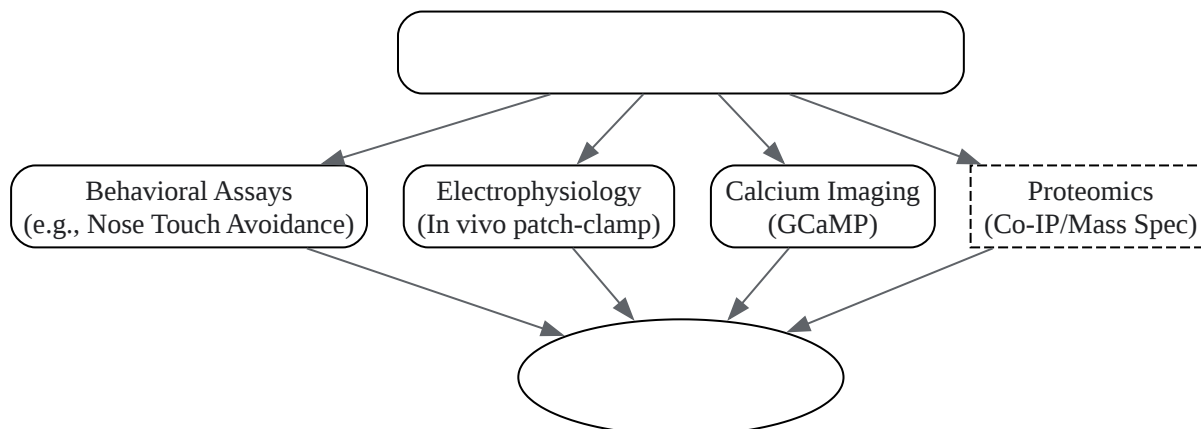 Behavioral Assays
(e.g., Nose Touch Avoidance)
Electrophysiology
(In vivo patch-clamp)
Calcium Imaging
(GCaMP)
Proteomics
(Co-IP/Mass Spec)